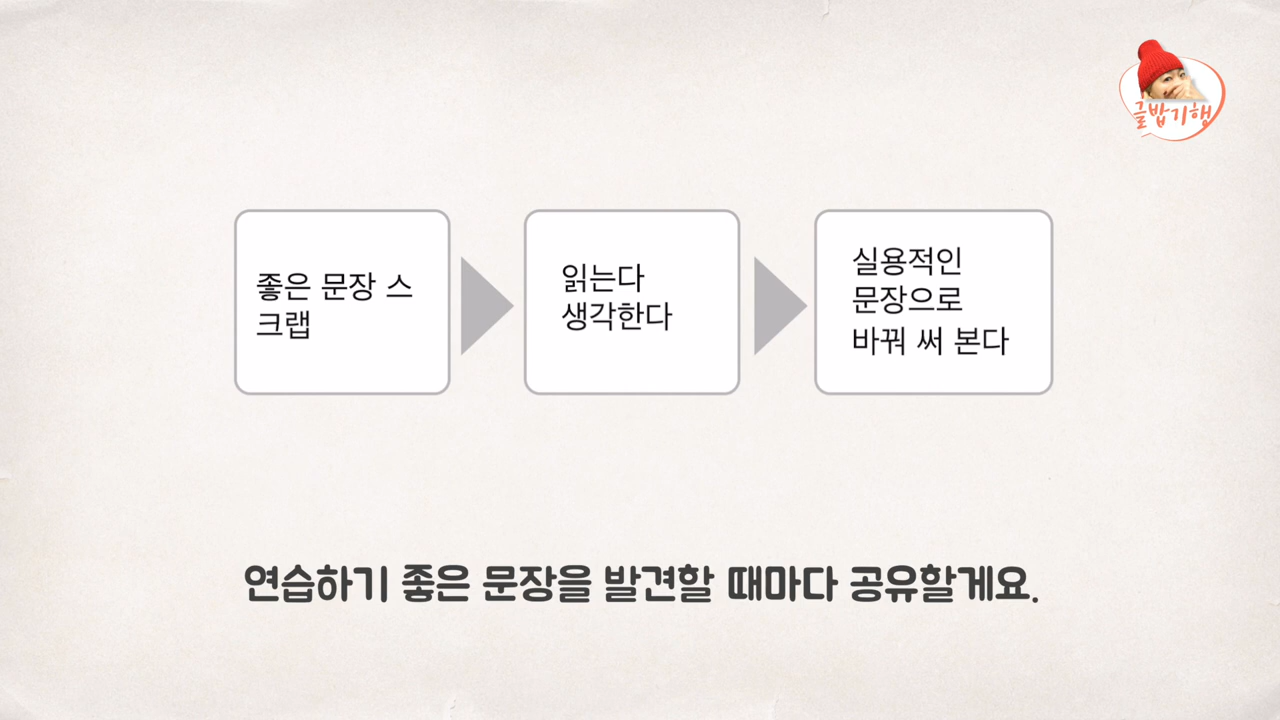 글밥기행
좋은 문장 스
크랩
읽는다
생각한다
실용적인
문장으로
바꿔 써 본다
연습하기 좋은 문장을 발견할 때마다 공유할게요.